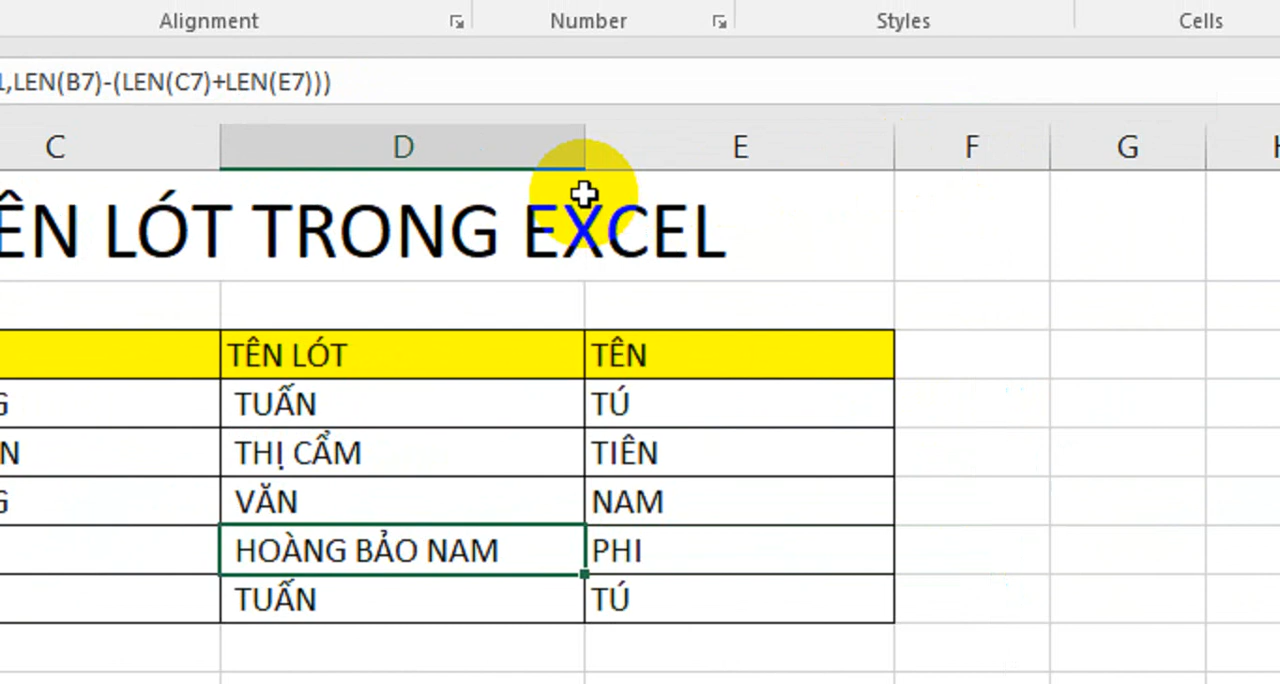 Alignment Number Styles Cells
,LEN(B7)-(LEN(C7)+LEN(E7)))
C D E F G
ÊN LÓT TRONG EXCEL
TÊN LÓT TÊN
G TUẤN TÚ
N THỊ CẨM TIÊN
G VĂN NAM
HOÀNG BẢO NAM PHI
TUẤN TÚ